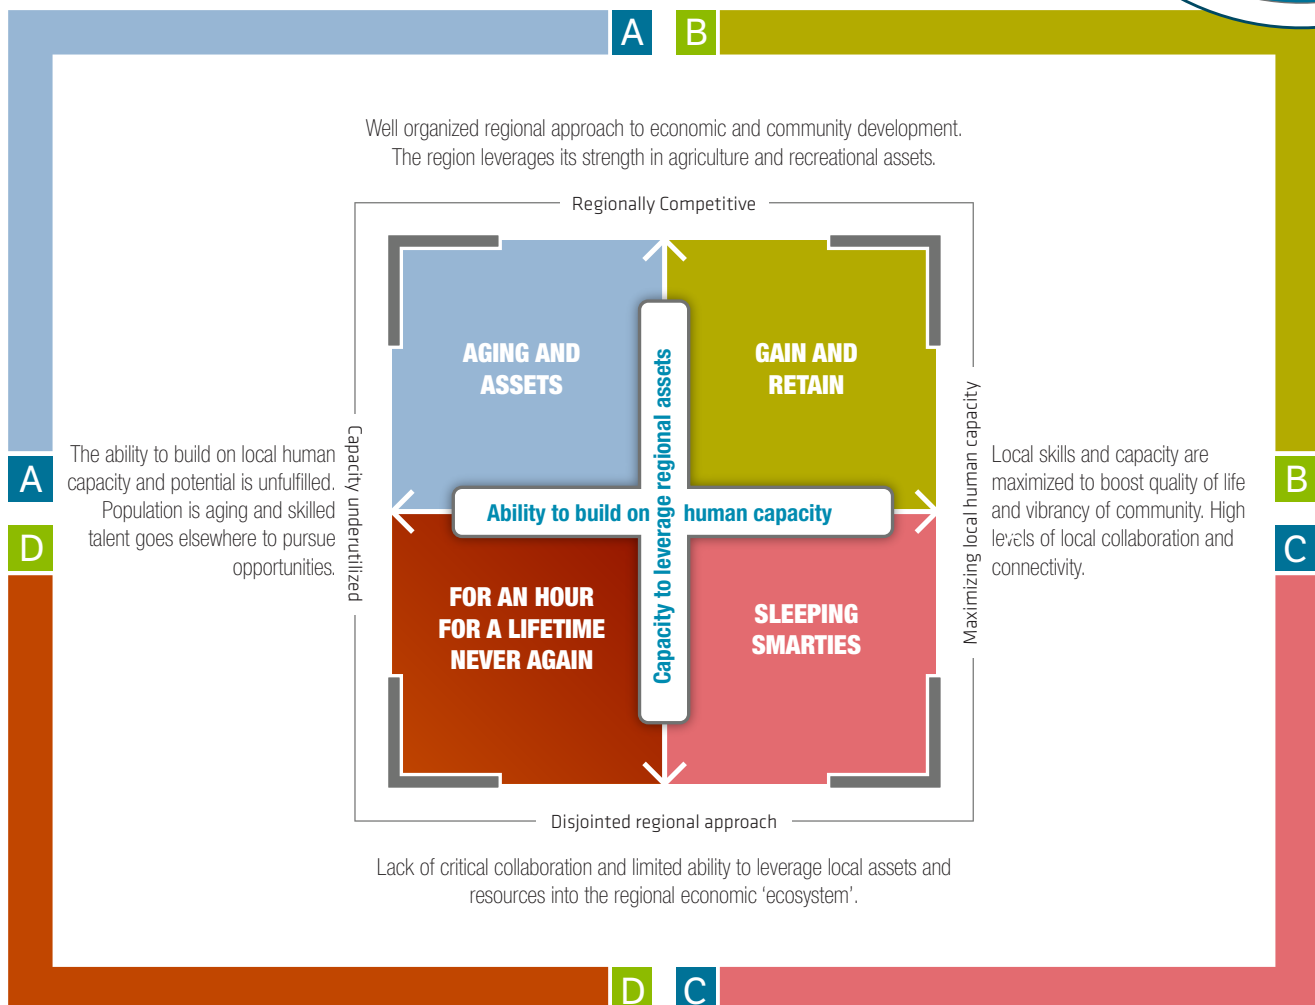 A B
Well organized regional approach to economic and community development.
The region leverages its strength in agriculture and recreational assets.
Regionally Competitive
AGING AND
ASSETS
GAIN AND
RETAIN
Capacity to leverage regional assets
Ability to build on human capacity
A
D
The ability to build on local human
capacity and potential is unfulfilled.
Population is aging and skilled
talent goes elsewhere to pursue
opportunities.
Capacity underutilized
Maximizing local human capacity
Local skills and capacity are
maximized to boost quality of life
and vibrancy of community. High
levels of local collaboration and
connectivity.
B
C
FOR AN HOUR
FOR A LIFETIME
NEVER AGAIN
SLEEPING
SMARTIES
Disjointed regional approach
Lack of critical collaboration and limited ability to leverage local assets and
resources into the regional economic ‘ecosystem’.
D C